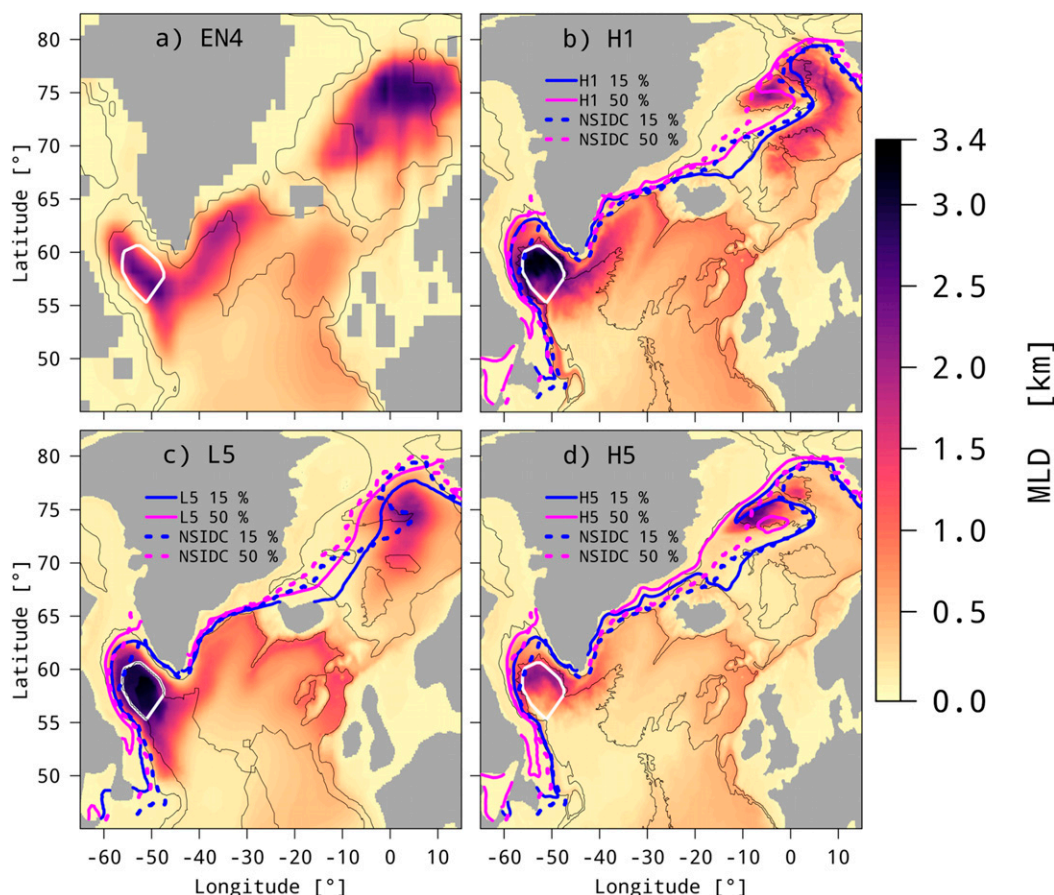 a) EN4
b) H1
H1 15 %
H1 50 %
NSIDC 15 %
NSIDC 50 %
80
75
70
65
60
55
50
Latitude [°]
c) L5
L5 15 %
L5 50 %
NSIDC 15 %
NSIDC 50 %
d) H5
H5 15 %
H5 50 %
NSIDC 15 %
NSIDC 50 %
80
75
70
65
60
55
50
Latitude [°]
-60 -50 -40 -30 -20 -10 0 10
Longitude [°]
-60 -50 -40 -30 -20 -10 0 10
Longitude [°]
3.4
3.0
2.5
2.0
1.5
1.0
0.5
0.0
MLD [km]